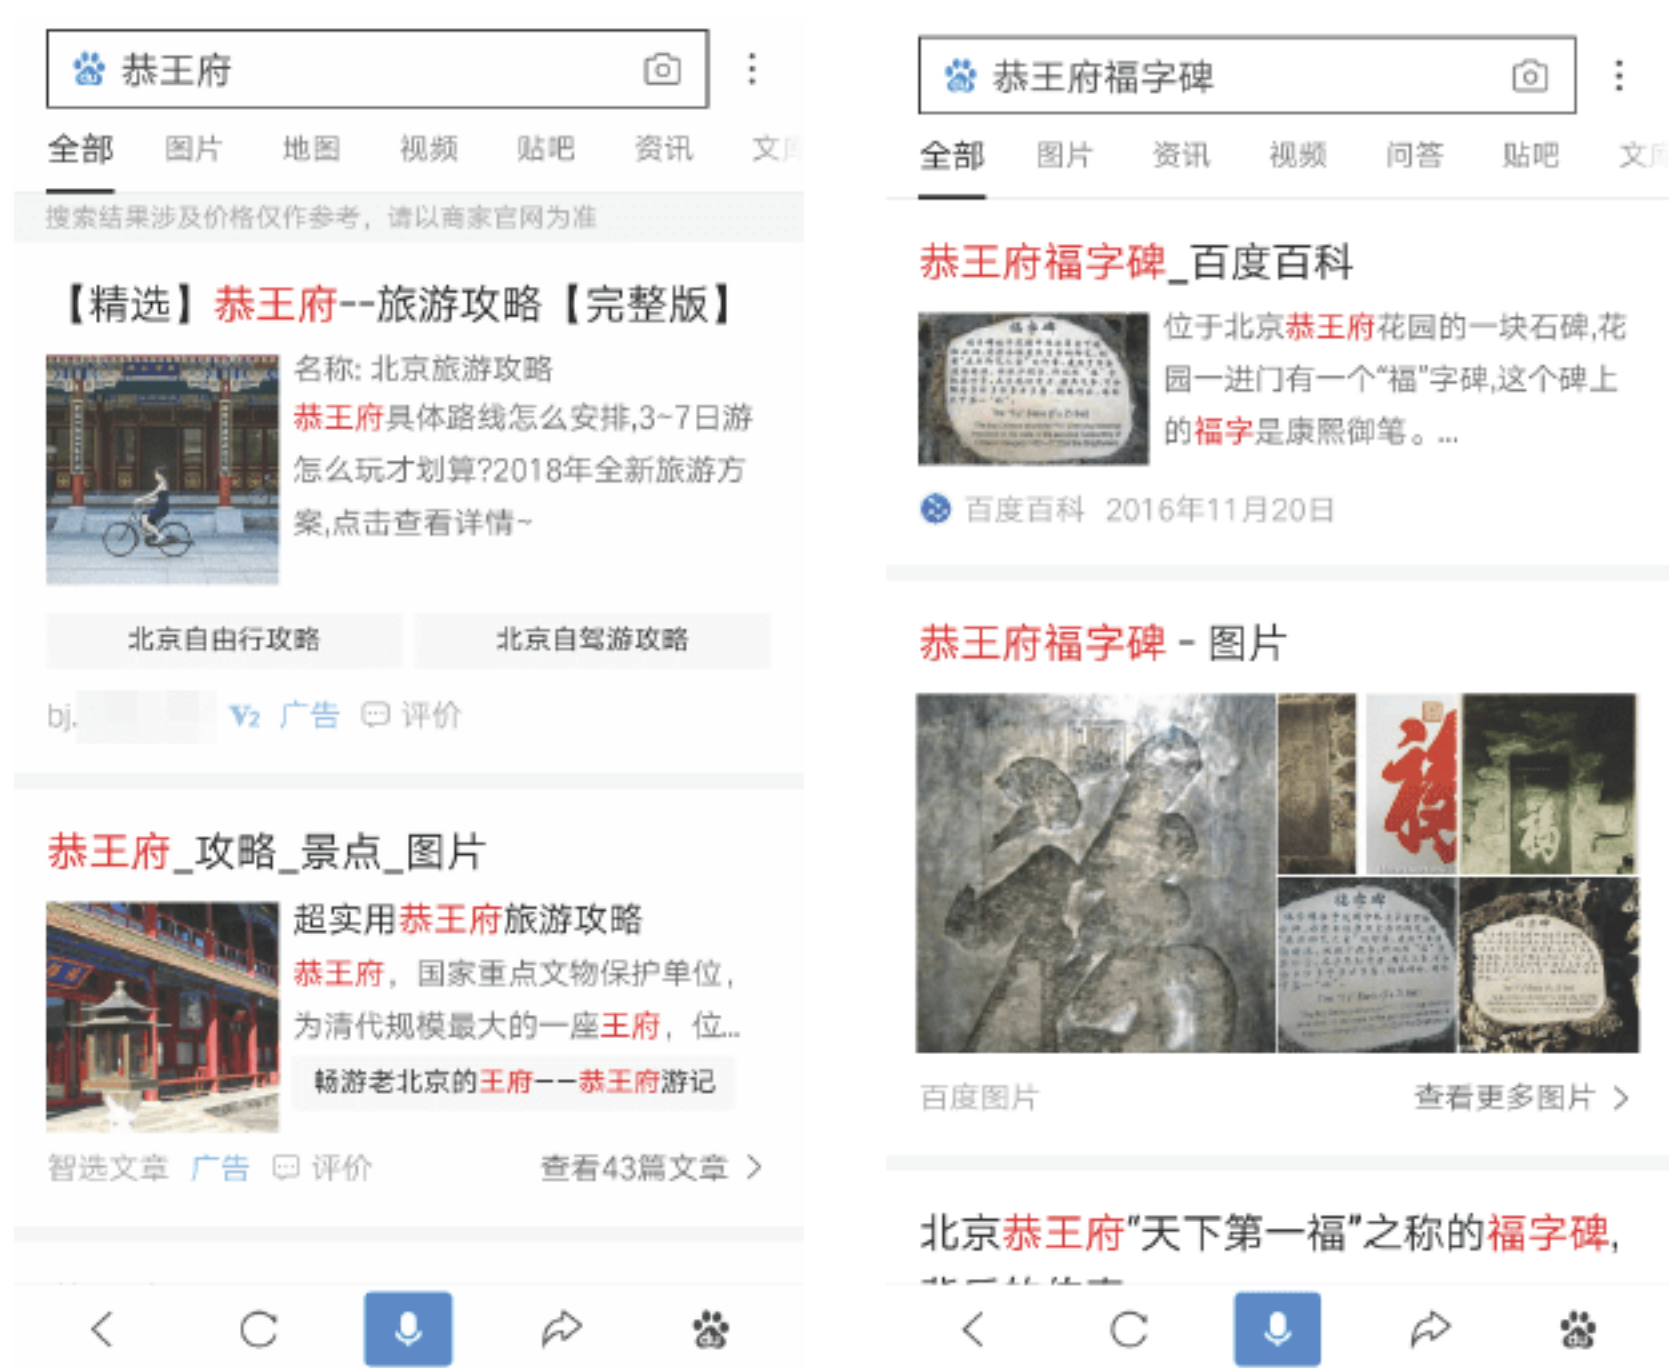 恭王府
全部 图片 地图 视频 贴吧 资讯 文库
搜索结果涉及价格仅作参考，请以商家官网为准
【精选】恭王府--旅游攻略【完整版】
名称: 北京旅游攻略
恭王府具体路线怎么安排,3~7日游
怎么玩才划算?2018年全新旅游方
案,点击查看详情~
北京自由行攻略 北京自驾游攻略
bj.
V2 广告 评价
恭王府_攻略_景点_图片
超实用恭王府旅游攻略
恭王府，国家重点文物保护单位，
为清代规模最大的一座王府，位...
畅游老北京的王府——恭王府游记
智选文章 广告 评价 查看43篇文章
du
恭王府福字碑
全部 图片 资讯 视频 问答 贴吧 文库
恭王府福字碑_百度百科
福字碑
位于北京恭王府花园的一块石碑,花
园一进门有一个“福”字碑,这个碑上
的福字是康熙御笔。...
百度百科 2016年11月20日
恭王府福字碑 - 图片
福
福字碑
百度图片 查看更多图片
北京恭王府"天下第一福"之称的福字碑,
du